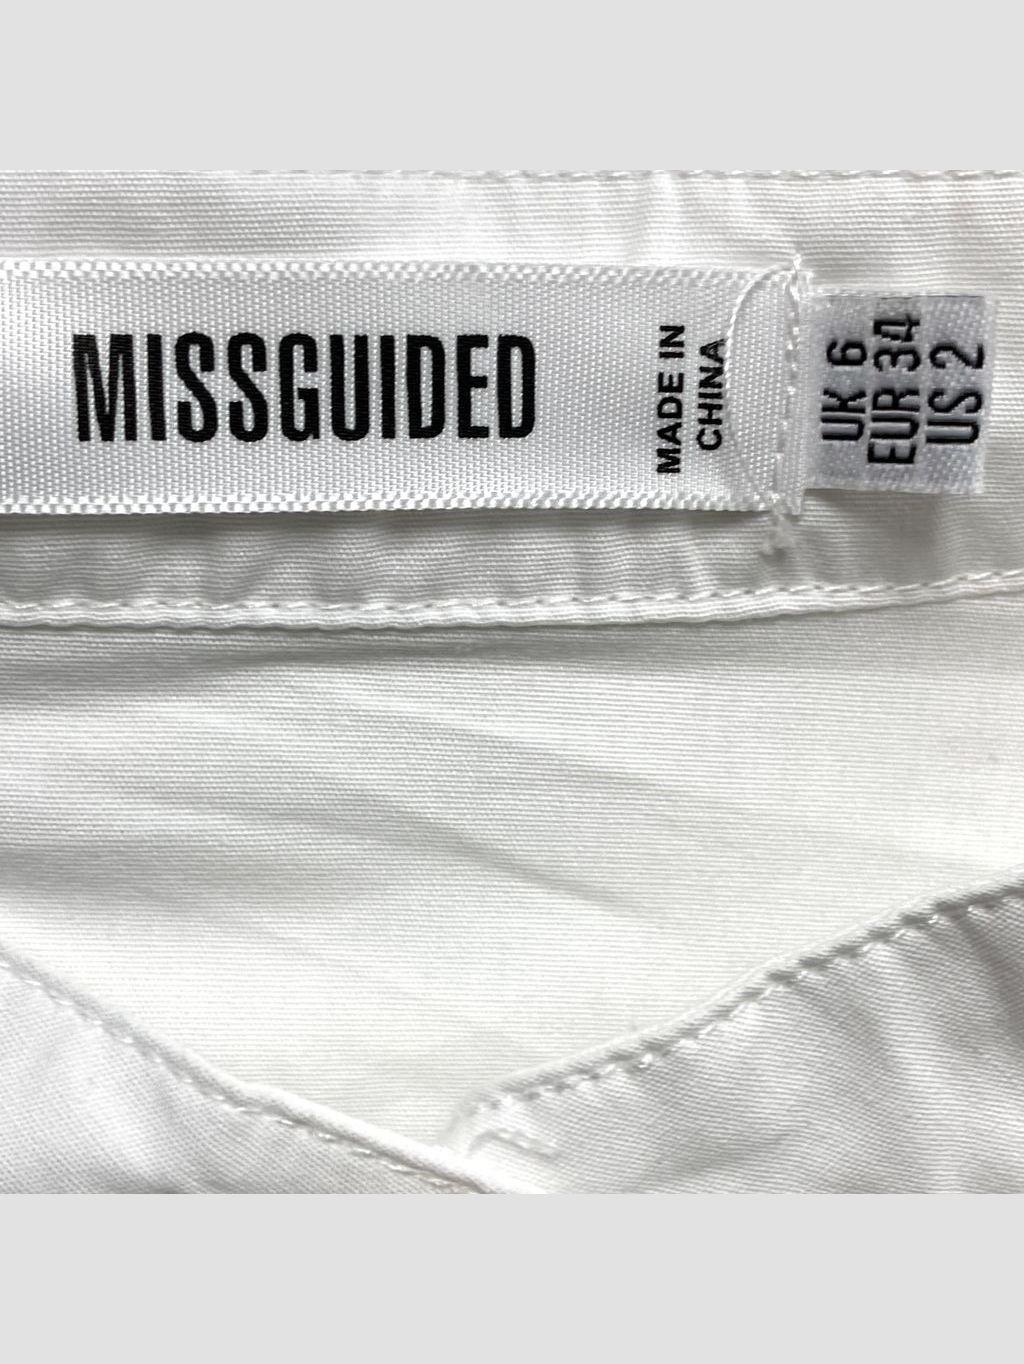 MISSGUIDED
MADE IN
CHINA
UK 6
EUR 34
US 2